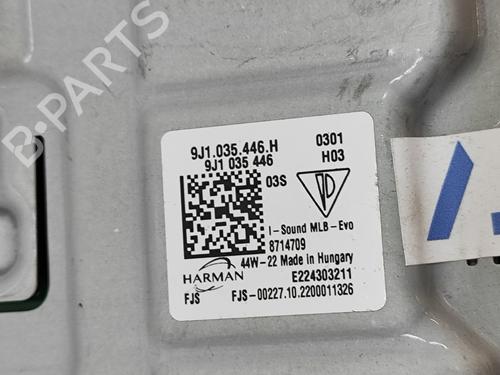 B-PARTS
9J1.035.446.H 0301
9J1 035 446 H03
03S
I-Sound MLB-Evo
8714709
44W-22 Made in Hungary
HARMAN E224303211
FJS FJS-00227.10.2200011326